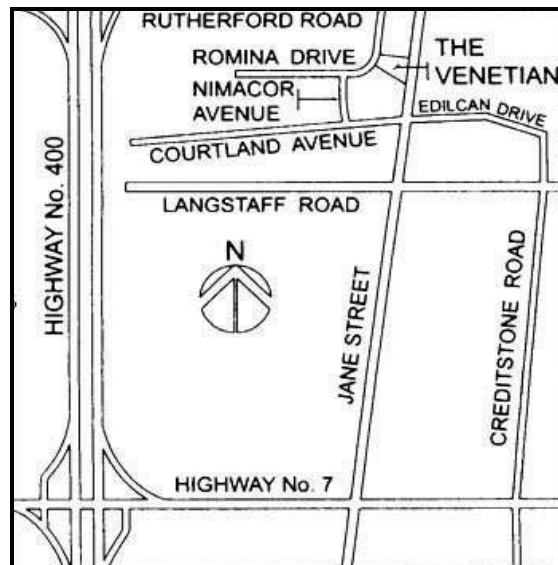 RUTHERFORD ROAD
ROMINA DRIVE
THE
VENETIAN
NIMACOR
AVENUE
EDILCAN DRIVE
COURTLAND AVENUE
LANGSTAFF ROAD
HIGHWAY No. 400
N
JANE STREET
CREDITSTONE ROAD
HIGHWAY No. 7